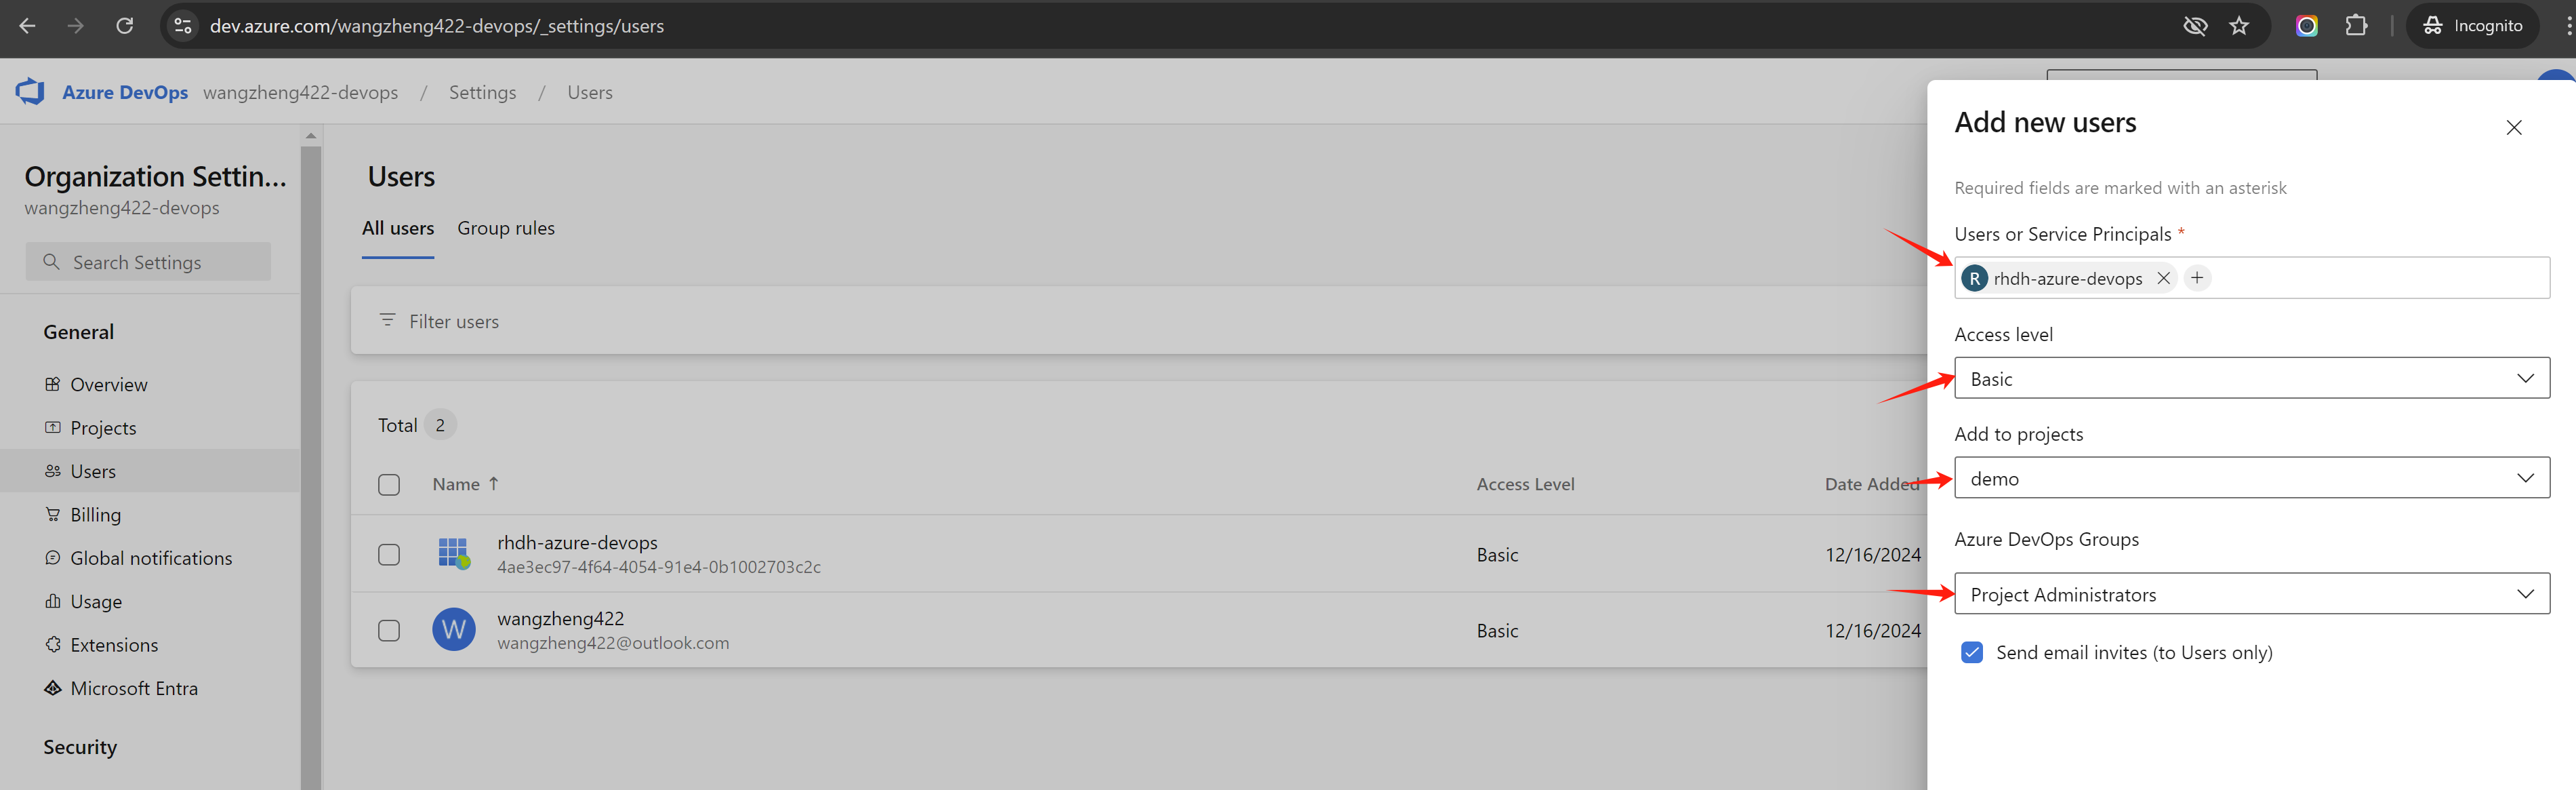 dev.azure.com/wangzheng422-devops/_settings/users
Incognito
Azure DevOps wangzheng422-devops / Settings / Users
Organization Settin...
wangzheng422-devops
Search Settings
General
Overview
Projects
Users
Billing
Global notifications
Usage
Extensions
Microsoft Entra
Security
Users
All users Group rules
Filter users
Total 2
Name ↑ Access Level Date Added
rhdh-azure-devops Basic 12/16/2024
4ae3ec97-4f64-4054-91e4-0b1002703c2c
W wangzheng422 Basic 12/16/2024
wangzheng422@outlook.com
Add new users
Required fields are marked with an asterisk
Users or Service Principals *
R rhdh-azure-devops
Access level
Basic
Add to projects
demo
Azure DevOps Groups
Project Administrators
Send email invites (to Users only)